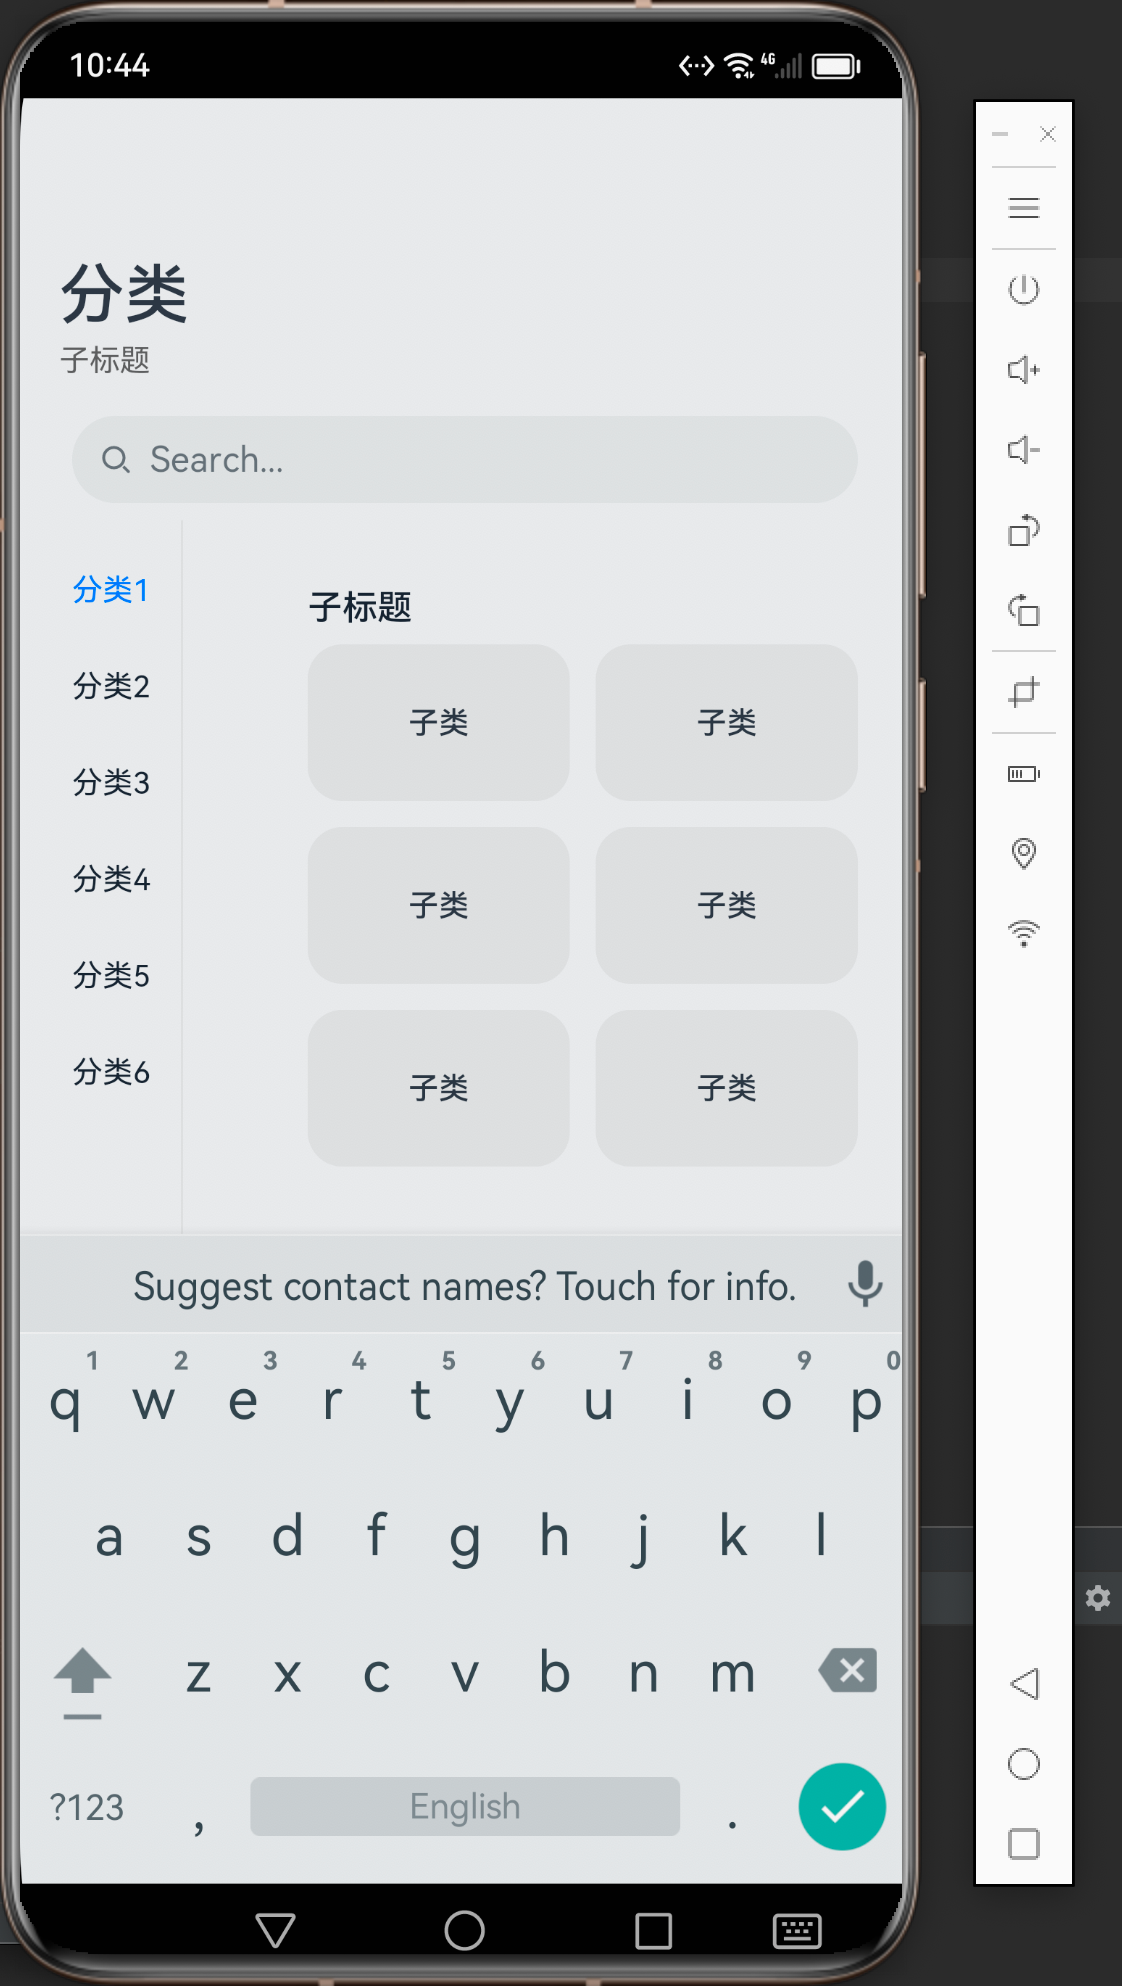 10:44
4G
分类
子标题
Search...
分类1
分类2
分类3
分类4
分类5
分类6
子标题
子类 子类
子类 子类
子类 子类
Suggest contact names? Touch for info.
1 2 3 4 5 6 7 8 9 0
q w e r t y u i o p
a s d f g h j k l
z x c v b n m
?123 , English .